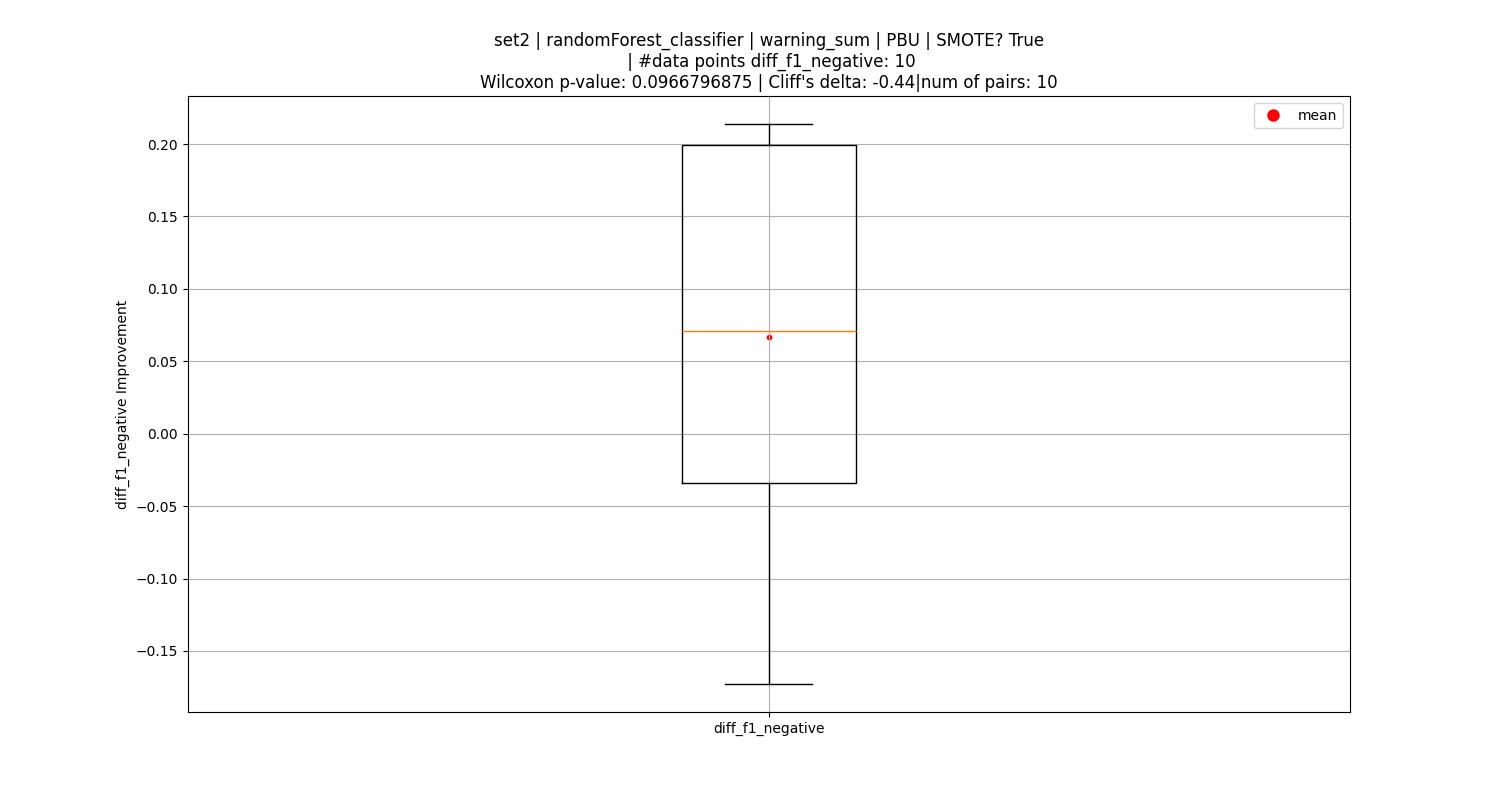 set2 | randomForest_classifier | warning_sum | PBU | SMOTE? True
| #data points diff_f1_negative: 10
Wilcoxon p-value: 0.0966796875 | Cliff's delta: -0.44|num of pairs: 10
mean
0.20
0.15
0.10
0.05
0.00
−0.05
−0.10
−0.15
diff_f1_negative Improvement
diff_f1_negative